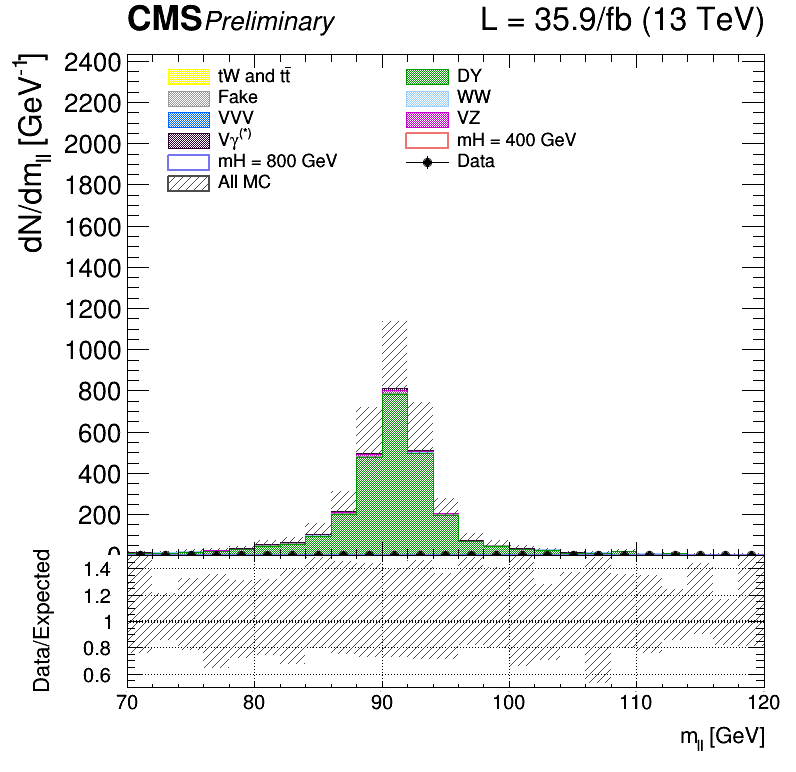 CMS Preliminary L = 35.9/fb (13 TeV)
dN/dm_ll [GeV^-1]
2400
2200
2000
1800
1600
1400
1200
1000
800
600
400
200
0
tW and tt̄
Fake
VVV
Vγ(*)
mH = 800 GeV
All MC
DY
WW
VZ
mH = 400 GeV
Data
Data/Expected
1.4
1.2
1
0.8
0.6
70 80 90 100 110 120
m_ll [GeV]